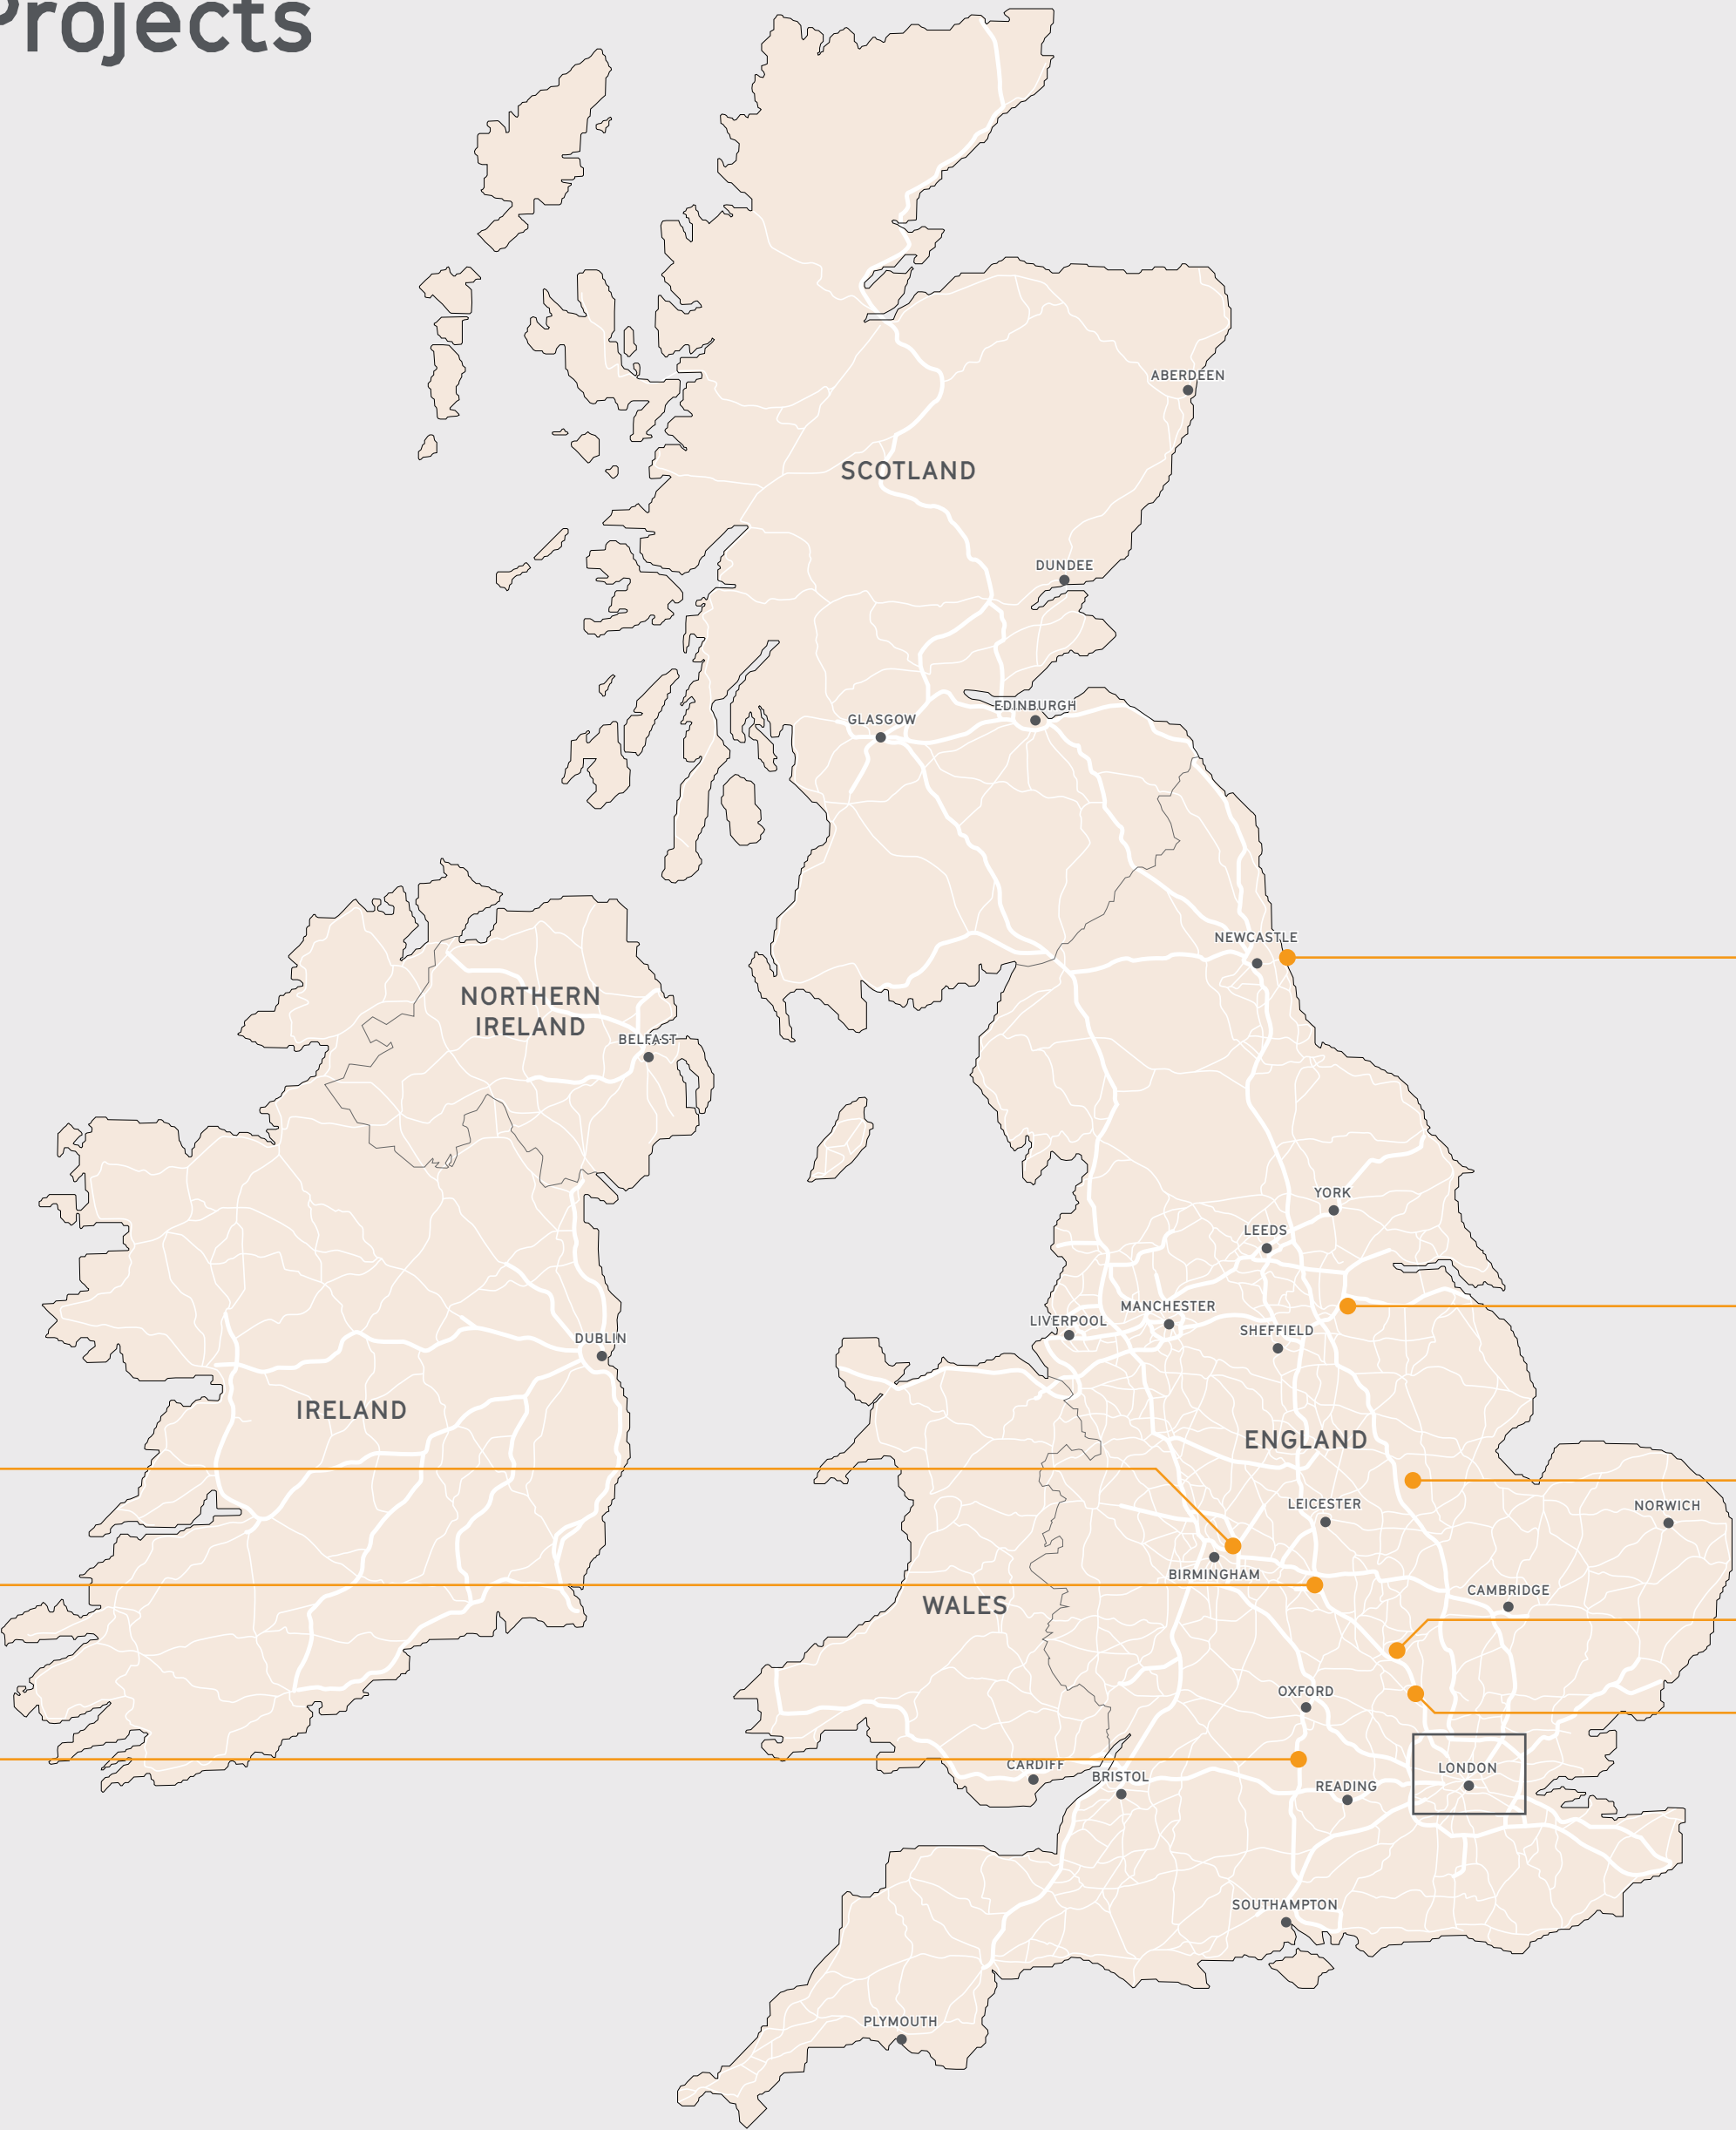 Projects
ABERDEEN
SCOTLAND
DUNDEE
EDINBURGH
GLASGOW
NEWCASTLE
NORTHERN
IRELAND
BELFAST
YORK
LEEDS
MANCHESTER
LIVERPOOL
SHEFFIELD
DUBLIN
IRELAND
ENGLAND
LEICESTER
NORWICH
BIRMINGHAM
CAMBRIDGE
WALES
OXFORD
CARDIFF
BRISTOL
READING
LONDON
SOUTHAMPTON
PLYMOUTH